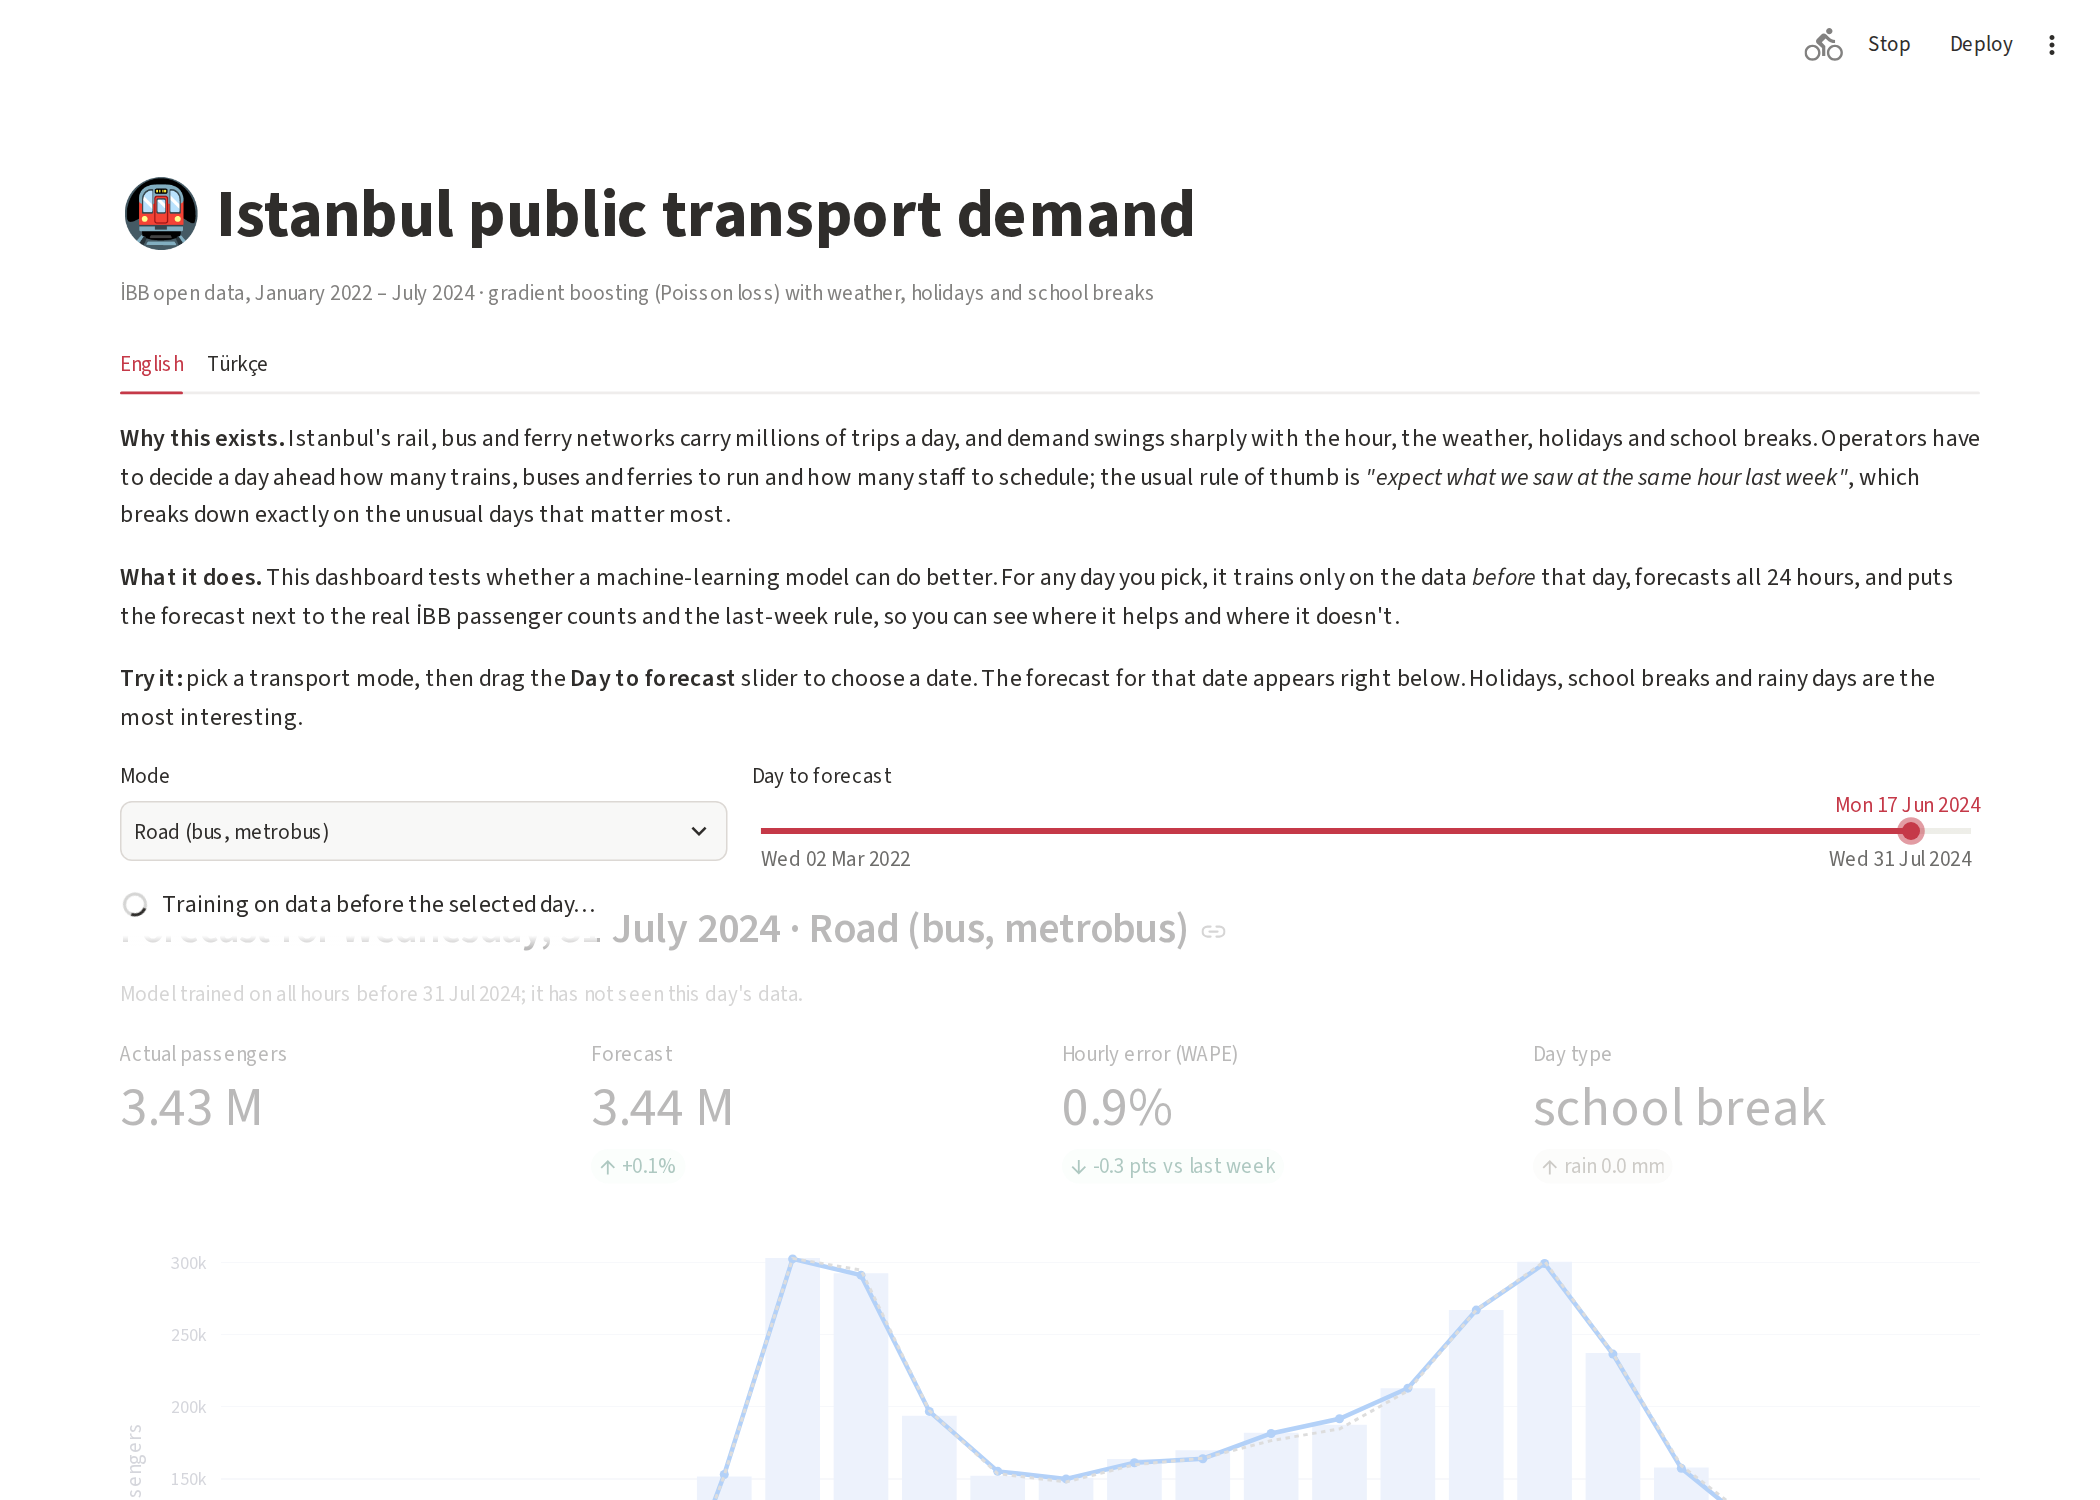 Stop
Deploy
Istanbul public transport demand
İBB open data, January 2022 – July 2024 · gradient boosting (Poisson loss) with weather, holidays and school breaks
English
Türkçe
Why this exists. Istanbul's rail, bus and ferry networks carry millions of trips a day, and demand swings sharply with the hour, the weather, holidays and school breaks. Operators have
to decide a day ahead how many trains, buses and ferries to run and how many staff to schedule; the usual rule of thumb is "expect what we saw at the same hour last week", which
breaks down exactly on the unusual days that matter most.
What it does. This dashboard tests whether a machine-learning model can do better. For any day you pick, it trains only on the data before that day, forecasts all 24 hours, and puts
the forecast next to the real İBB passenger counts and the last-week rule, so you can see where it helps and where it doesn't.
Try it: pick a transport mode, then drag the Day to forecast slider to choose a date. The forecast for that date appears right below. Holidays, school breaks and rainy days are the
most interesting.
Mode
Day to forecast
Mon 17 Jun 2024
Road (bus, metrobus)
Wed 02 Mar 2022
Wed 31 Jul 2024
Training on data before the selected day...
July 2024 · Road (bus, metrobus)
Model trained on all hours before 31 Jul 2024; it has not seen this day's data.
Actual passengers
Forecast
Hourly error (WAPE)
Day type
3.43 M
3.44 M
0.9%
school break
↑ +0.1%
↓ -0.3 pts vs last week
↑ rain 0.0 mm
300k
250k
200k
150k